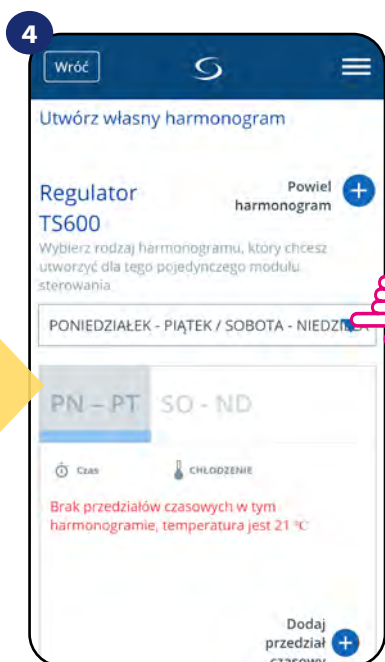 4
Wróć
Utwórz własny harmonogram
Regulator
TS600
Powiel
harmonogram
Wybierz rodzaj harmonogramu, który chcesz
utworzyć dla tego pojedynczego modułu
sterowania
PONIEDZIAŁEK - PIĄTEK / SOBOTA -
PN – PT SO - ND
Czas CHŁODZENIE
Brak przedziałów czasowych w tym
harmonogramie, temperatura jest 21 °C
Dodaj
przedział
czasowy